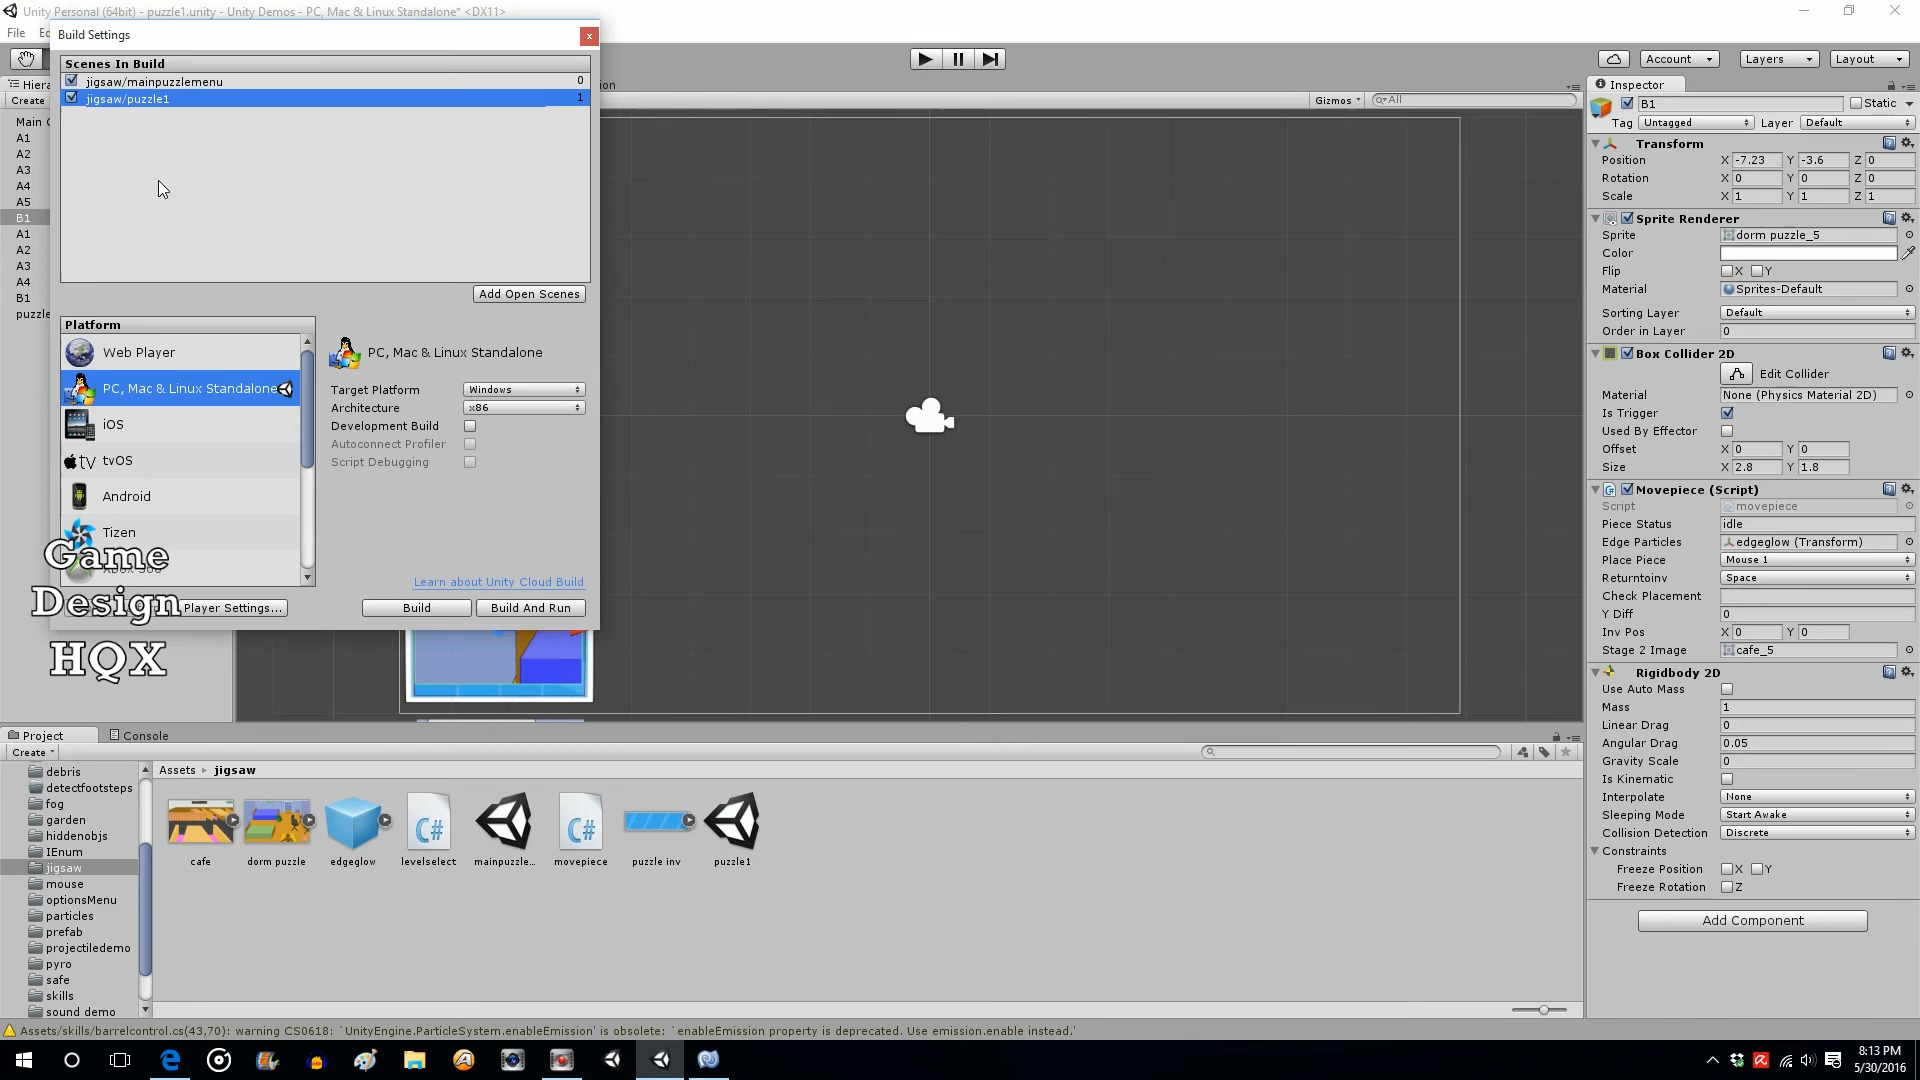 Unity Personal (64bit) - puzzle1.unity - Unity Demos - PC, Mac & Linux Standalone* <DX11>
File
Build Settings
Scenes In Build
jigsaw/mainpuzzlemenu 0
jigsaw/puzzle1 1
Add Open Scenes
Platform
Web Player
PC, Mac & Linux Standalone
iOS
tvOS
Android
Tizen
PC, Mac & Linux Standalone
Target Platform Windows
Architecture x86
Development Build
Autoconnect Profiler
Script Debugging
Learn about Unity Cloud Build
Player Settings...
Build
Build And Run
Game
Design
HQX
Create
A1
A2
A3
A4
A5
B1
A1
A2
A3
A4
B1
Account
Layers
Layout
Gizmos
All
Inspector
B1
Static
Tag Untagged Layer Default
Transform
Position X -7.23 Y -3.6 Z 0
Rotation X 0 Y 0 Z 0
Scale X 1 Y 1 Z 1
Sprite Renderer
Sprite dorm puzzle_5
Color
Flip X Y
Material Sprites-Default
Sorting Layer Default
Order in Layer 0
Box Collider 2D
Edit Collider
Material None (Physics Material 2D)
Is Trigger
Used By Effector
Offset X 0 Y 0
Size X 2.8 Y 1.8
Movepiece (Script)
Script movepiece
Piece Status idle
Edge Particles edgeglow (Transform)
Place Piece Mouse 1
Returntoinv Space
Check Placement
Y Diff 0
Inv Pos X 0 Y 0
Stage 2 Image cafe_5
Rigidbody 2D
Use Auto Mass
Mass 1
Linear Drag 0
Angular Drag 0.05
Gravity Scale 0
Is Kinematic
Interpolate None
Sleeping Mode Start Awake
Collision Detection Discrete
Constraints
Freeze Position X Y
Freeze Rotation Z
Add Component
Project
Console
Create
debris
detectfootsteps
fog
garden
hiddenobjs
IEnum
jigsaw
mouse
optionsMenu
particles
prefab
projectiledemo
pyro
safe
skills
sound demo
Assets jigsaw
cafe
dorm puzzle
edgeglow
levelselect
mainpuzzle...
movepiece
puzzle inv
puzzle1
Assets/skills/barrelcontrol.cs(43,70): warning CS0618: `UnityEngine.ParticleSystem.enableEmission' is obsolete: `enableEmission property is deprecated. Use emission.enable instead.'
8:13 PM
5/30/2016